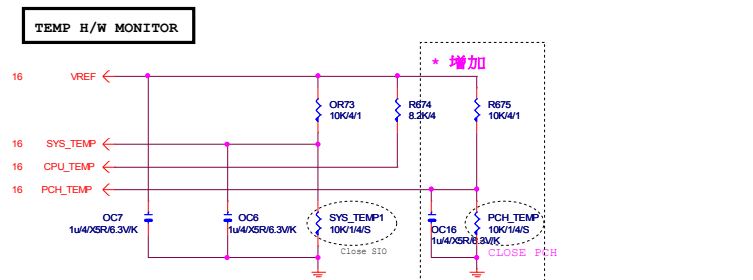 TEMP H/W MONITOR
* 增加
16 VREF
OR73
10K/4/1
R674
8.2K/4
R675
10K/4/1
16 SYS_TEMP
16 CPU_TEMP
16 PCH_TEMP
OC7
1u/4/X5R/6.3V/K
OC6
1u/4/X5R/6.3V/K
SYS_TEMP1
10K/1/4/S
Close SIO
OC16
1u/4/X5R/6.3V/K
PCH_TEMP
10K/1/4/S
CLOSE PCH